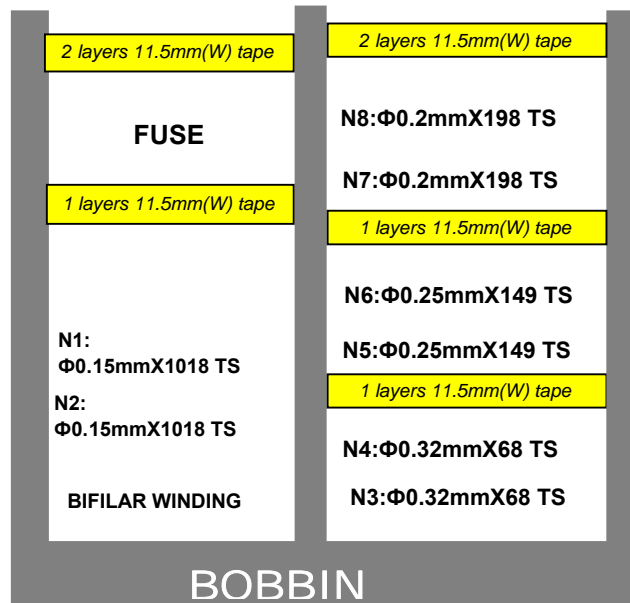 2 layers 11.5mm(W) tape
FUSE
1 layers 11.5mm(W) tape
N1:
Φ0.15mmX1018 TS
N2:
Φ0.15mmX1018 TS
BIFILAR WINDING
2 layers 11.5mm(W) tape
N8:Φ0.2mmX198 TS
N7:Φ0.2mmX198 TS
1 layers 11.5mm(W) tape
N6:Φ0.25mmX149 TS
N5:Φ0.25mmX149 TS
1 layers 11.5mm(W) tape
N4:Φ0.32mmX68 TS
N3:Φ0.32mmX68 TS
BOBBIN